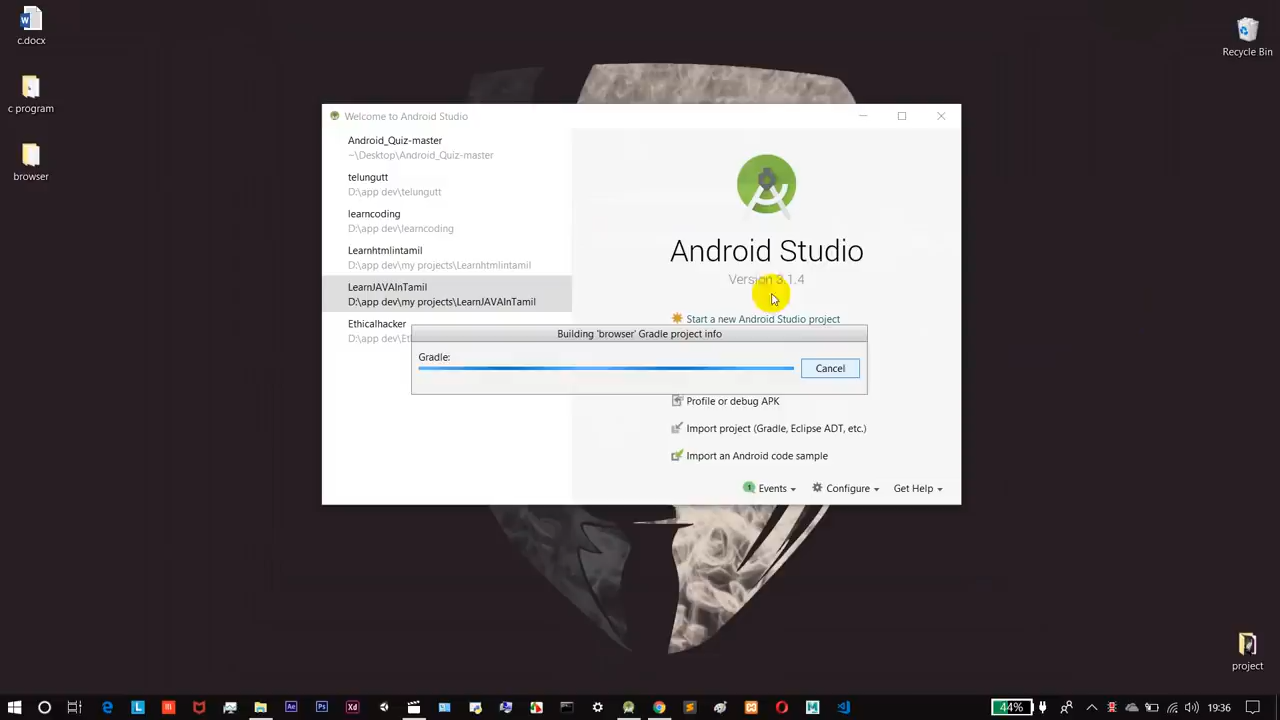 c.docx
c program
browser
Recycle Bin
Welcome to Android Studio
Android_Quiz-master
~\Desktop\Android_Quiz-master
telungutt
D:\app dev\telungutt
learncoding
D:\app dev\learncoding
Learnhtmlintamil
D:\app dev\my projects\Learnhtmlintamil
LearnJAVAInTamil
D:\app dev\my projects\LearnJAVAInTamil
Ethicalhacker
Android Studio
Version 3.1.4
Start a new Android Studio project
Building 'browser' Gradle project info
Gradle:
Cancel
Profile or debug APK
Import project (Gradle, Eclipse ADT, etc.)
Import an Android code sample
Events
Configure
Get Help
project
44%
19:36